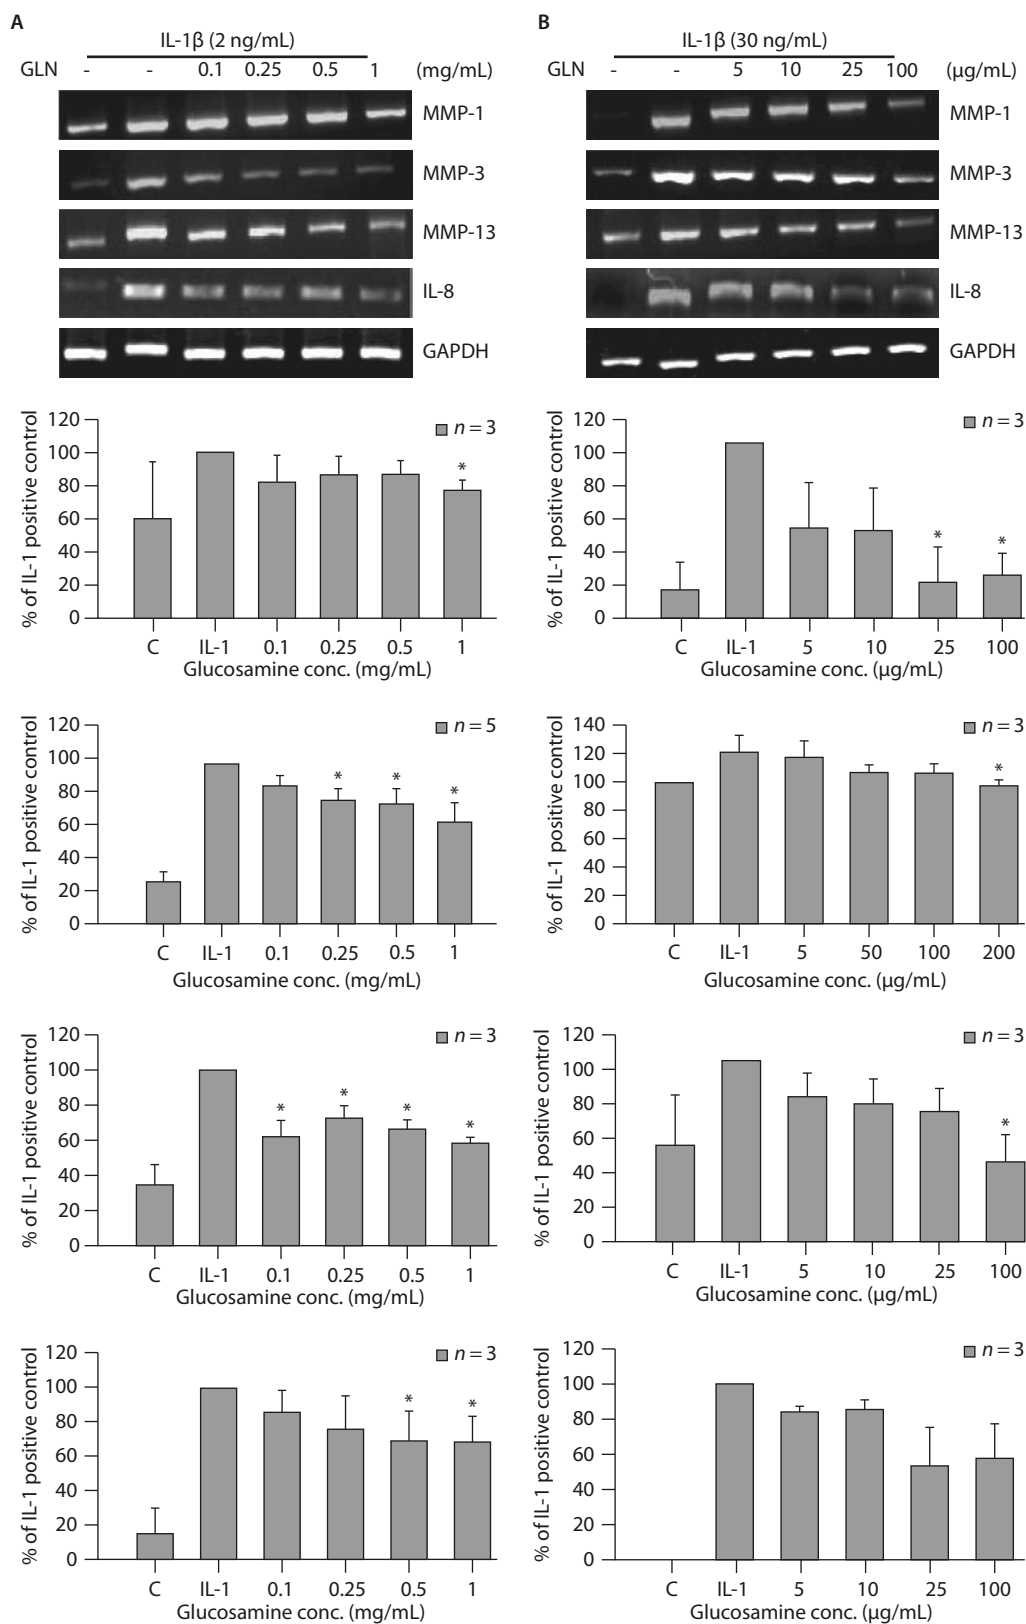 A
IL-1β (2 ng/mL)
GLN - - 0.1 0.25 0.5 1 (mg/mL)
MMP-1
MMP-3
MMP-13
IL-8
GAPDH
% of IL-1 positive control
120
100
80
60
40
20
0
n = 3
*
C IL-1 0.1 0.25 0.5 1
Glucosamine conc. (mg/mL)
% of IL-1 positive control
120
100
80
60
40
20
0
n = 5
* * *
C IL-1 0.1 0.25 0.5 1
Glucosamine conc. (mg/mL)
% of IL-1 positive control
120
100
80
60
40
20
0
n = 3
* * * *
C IL-1 0.1 0.25 0.5 1
Glucosamine conc. (mg/mL)
% of IL-1 positive control
120
100
80
60
40
20
0
n = 3
* *
C IL-1 0.1 0.25 0.5 1
Glucosamine conc. (mg/mL)
B
IL-1β (30 ng/mL)
GLN - - 5 10 25 100 (μg/mL)
MMP-1
MMP-3
MMP-13
IL-8
GAPDH
% of IL-1 positive control
120
100
80
60
40
20
0
n = 3
* *
C IL-1 5 10 25 100
Glucosamine conc. (μg/mL)
% of IL-1 positive control
140
120
100
80
60
40
20
0
n = 3
*
C IL-1 5 50 100 200
Glucosamine conc. (μg/mL)
% of IL-1 positive control
120
100
80
60
40
20
0
n = 3
*
C IL-1 5 10 25 100
Glucosamine conc. (μg/mL)
% of IL-1 positive control
120
100
80
60
40
20
0
n = 3
C IL-1 5 10 25 100
Glucosamine conc. (μg/mL)